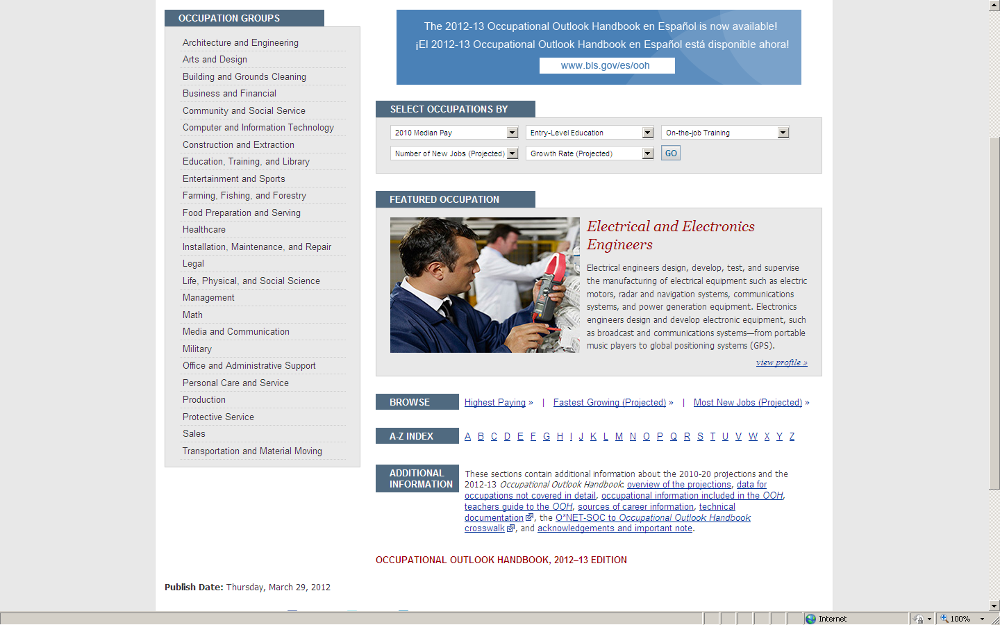 OCCUPATION GROUPS
Architecture and Engineering
Arts and Design
Building and Grounds Cleaning
Business and Financial
Community and Social Service
Computer and Information Technology
Construction and Extraction
Education, Training, and Library
Entertainment and Sports
Farming, Fishing, and Forestry
Food Preparation and Serving
Healthcare
Installation, Maintenance, and Repair
Legal
Life, Physical, and Social Science
Management
Math
Media and Communication
Military
Office and Administrative Support
Personal Care and Service
Production
Protective Service
Sales
Transportation and Material Moving
The 2012-13 Occupational Outlook Handbook en Español is now available!
¡El 2012-13 Occupational Outlook Handbook en Español está disponible ahora!
www.bls.gov/es/ooh
SELECT OCCUPATIONS BY
2010 Median Pay Entry-Level Education On-the-job Training
Number of New Jobs (Projected) Growth Rate (Projected) GO
FEATURED OCCUPATION
Electrical and Electronics
Engineers
Electrical engineers design, develop, test, and supervise
the manufacturing of electrical equipment such as electric
motors, radar and navigation systems, communications
systems, and power generation equipment. Electronics
engineers design and develop electronic equipment, such
as broadcast and communications systems—from portable
music players to global positioning systems (GPS).
view profile »
BROWSE Highest Paying » | Fastest Growing (Projected) » | Most New Jobs (Projected) »
A-Z INDEX A B C D E F G H I J K L M N O P Q R S T U V W X Y Z
ADDITIONAL
INFORMATION
These sections contain additional information about the 2010-20 projections and the
2012-13 Occupational Outlook Handbook: overview of the projections, data for
occupations not covered in detail, occupational information included in the OOH,
teachers guide to the OOH, sources of career information, technical
documentation, the O*NET-SOC to Occupational Outlook Handbook
crosswalk, and acknowledgements and important note.
OCCUPATIONAL OUTLOOK HANDBOOK, 2012–13 EDITION
Publish Date: Thursday, March 29, 2012
Internet 100%